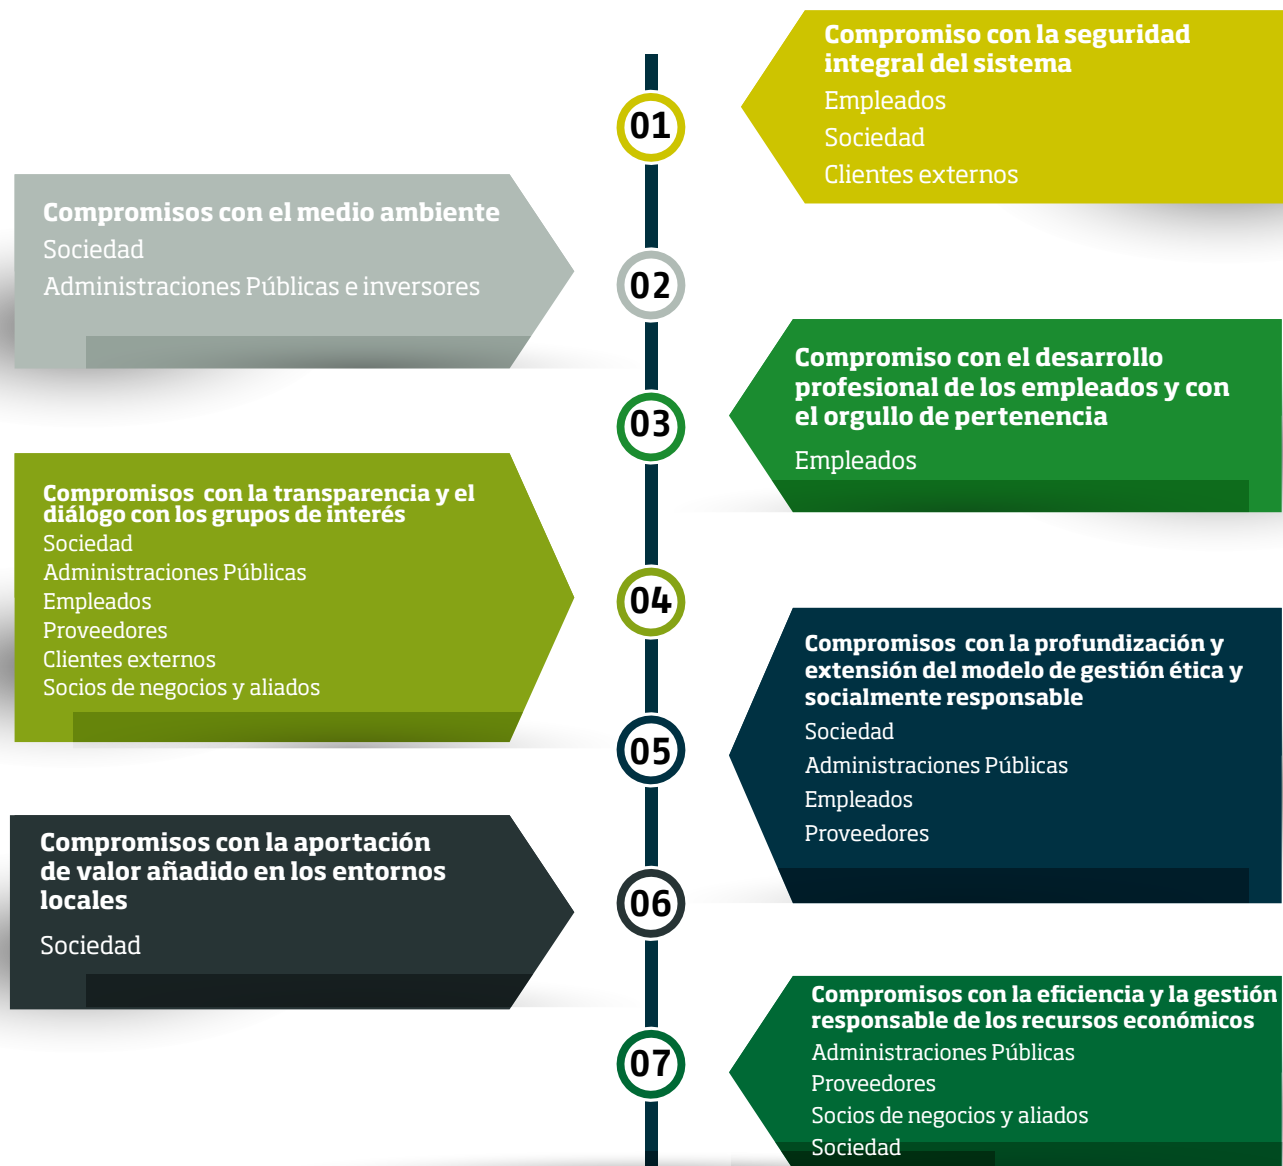 01
Compromiso con la seguridad
integral del sistema
Empleados
Sociedad
Clientes externos
02
Compromisos con el medio ambiente
Sociedad
Administraciones Públicas e inversores
03
Compromiso con el desarrollo
profesional de los empleados y con
el orgullo de pertenencia
Empleados
04
Compromisos con la transparencia y el
diálogo con los grupos de interés
Sociedad
Administraciones Públicas
Empleados
Proveedores
Clientes externos
Socios de negocios y aliados
05
Compromisos con la profundización y
extensión del modelo de gestión ética y
socialmente responsable
Sociedad
Administraciones Públicas
Empleados
Proveedores
06
Compromisos con la aportación
de valor añadido en los entornos
locales
Sociedad
07
Compromisos con la eficiencia y la gestión
responsable de los recursos económicos
Administraciones Públicas
Proveedores
Socios de negocios y aliados
Sociedad